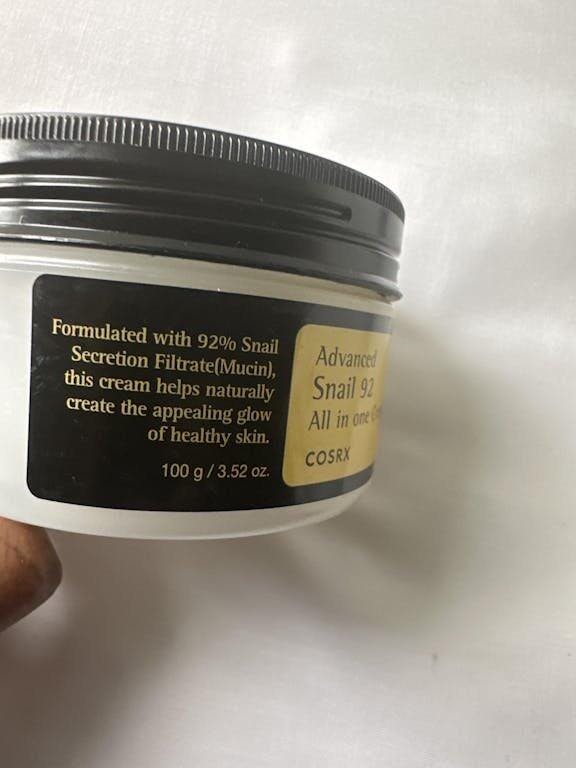 Formulated with 92% Snail
Secretion Filtrate(Mucin),
this cream helps naturally
create the appealing glow
of healthy skin.
100 g / 3.52 oz.
Advanced
Snail 92
All in one
COSRX